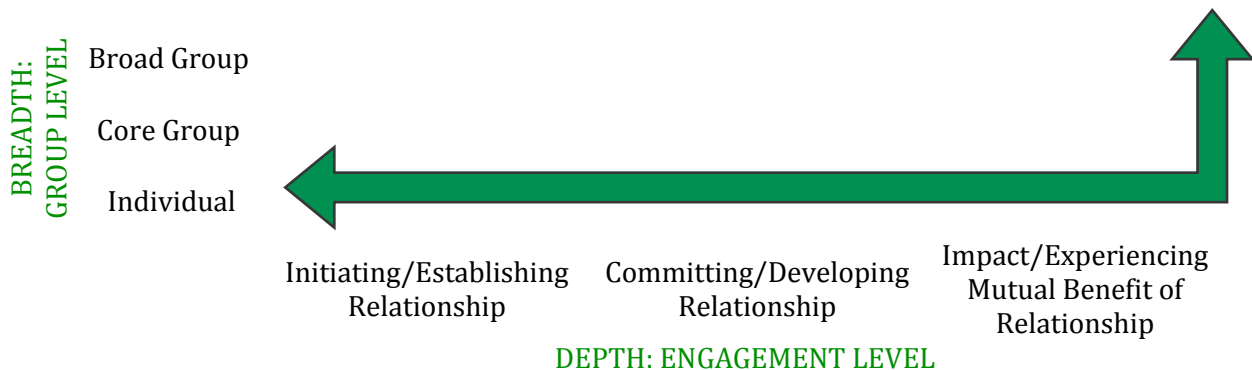 BREADTH:
GROUP LEVEL
Broad Group
Core Group
Individual
Initiating/Establishing
Relationship
Committing/Developing
Relationship
Impact/Experiencing
Mutual Benefit of
Relationship
DEPTH: ENGAGEMENT LEVEL